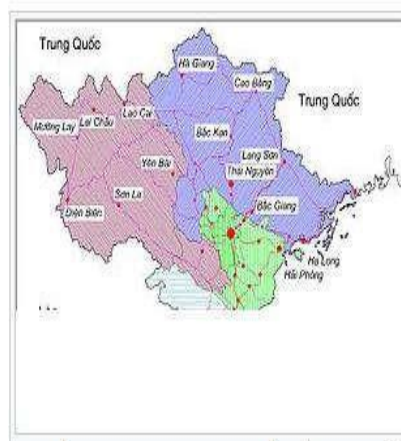 Trung Quốc
Hà Giang
Cao Bằng
Trung Quốc
Lao Cai
Lai Châu
Mường Lay
Bắc Kạn
Lạng Sơn
Yên Bái
Thái Nguyên
Sơn La
Bắc Giang
Điện Biên
Hạ Long
Hải Phòng